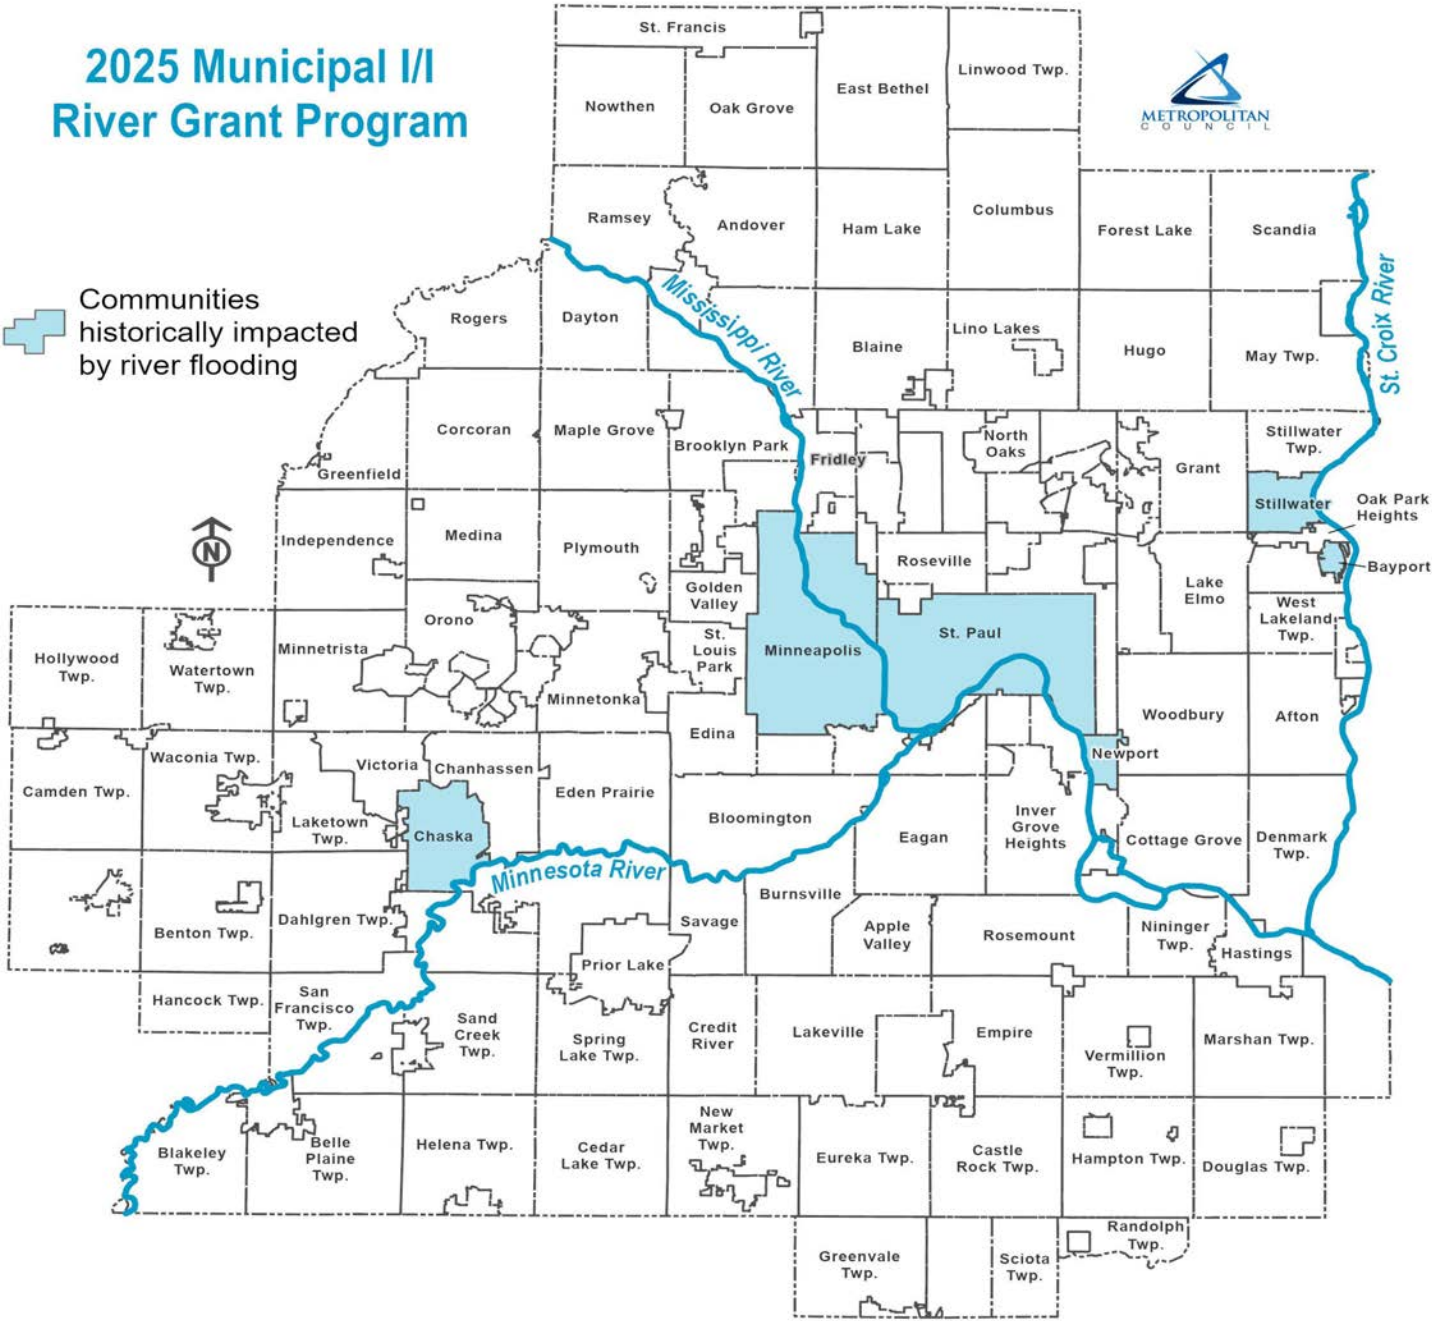 2025 Municipal I/I
River Grant Program
METROPOLITAN
COUNCIL
Communities
historically impacted
by river flooding
N
St. Francis
Nowthen
Oak Grove
East Bethel
Linwood Twp.
Ramsey
Andover
Ham Lake
Columbus
Forest Lake
Scandia
St. Croix River
Mississippi River
Rogers
Dayton
Blaine
Lino Lakes
Hugo
May Twp.
Corcoran
Maple Grove
Brooklyn Park
Fridley
North
Oaks
Grant
Stillwater
Twp.
Greenfield
Stillwater
Oak Park
Heights
Independence
Medina
Plymouth
Roseville
Bayport
Golden
Valley
Lake
Elmo
West
Lakeland
Twp.
Orono
St. Paul
Hollywood
Twp.
Watertown
Twp.
Minnetrista
St.
Louis
Park
Minneapolis
Minnetonka
Woodbury
Afton
Edina
Newport
Waconia Twp.
Victoria
Chanhassen
Camden Twp.
Eden Prairie
Laketown
Twp.
Chaska
Bloomington
Eagan
Inver
Grove
Heights
Cottage Grove
Denmark
Twp.
Minnesota River
Burnsville
Benton Twp.
Dahlgren Twp.
Savage
Apple
Valley
Rosemount
Nininger
Twp.
Hastings
Prior Lake
Hancock Twp.
San
Francisco
Twp.
Sand
Creek
Twp.
Spring
Lake Twp.
Credit
River
Lakeville
Empire
Vermillion
Twp.
Marshan Twp.
Blakeley
Twp.
Belle
Plaine
Twp.
Helena Twp.
Cedar
Lake Twp.
New
Market
Twp.
Eureka Twp.
Castle
Rock Twp.
Hampton Twp.
Douglas Twp.
Greenvale
Twp.
Sciota
Twp.
Randolph
Twp.